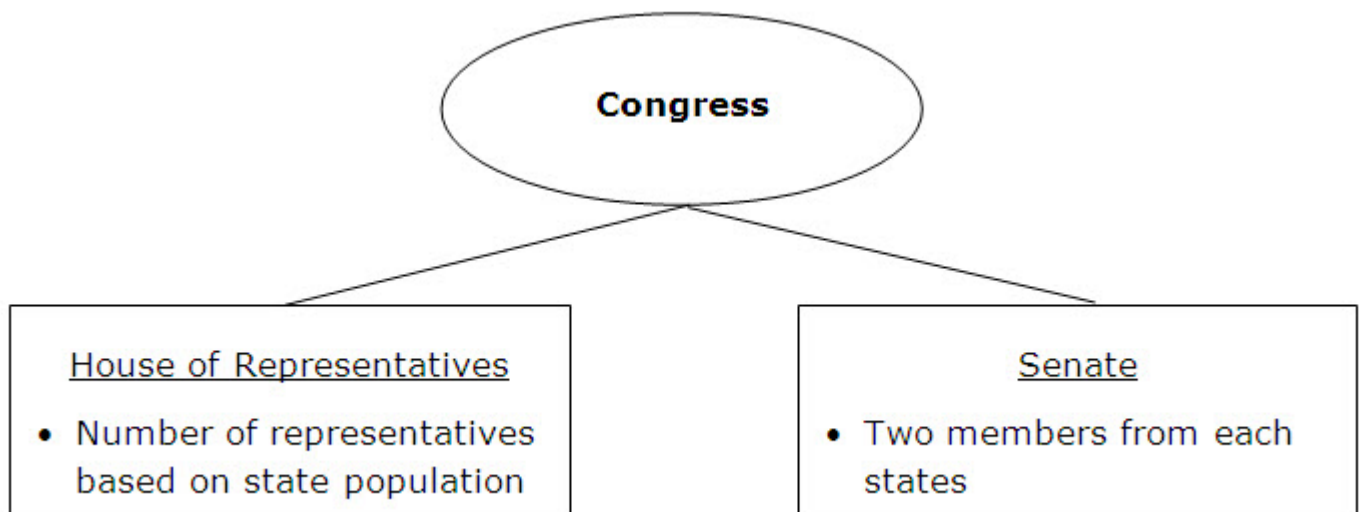 Congress
House of Representatives
• Number of representatives
based on state population
Senate
• Two members from each
states